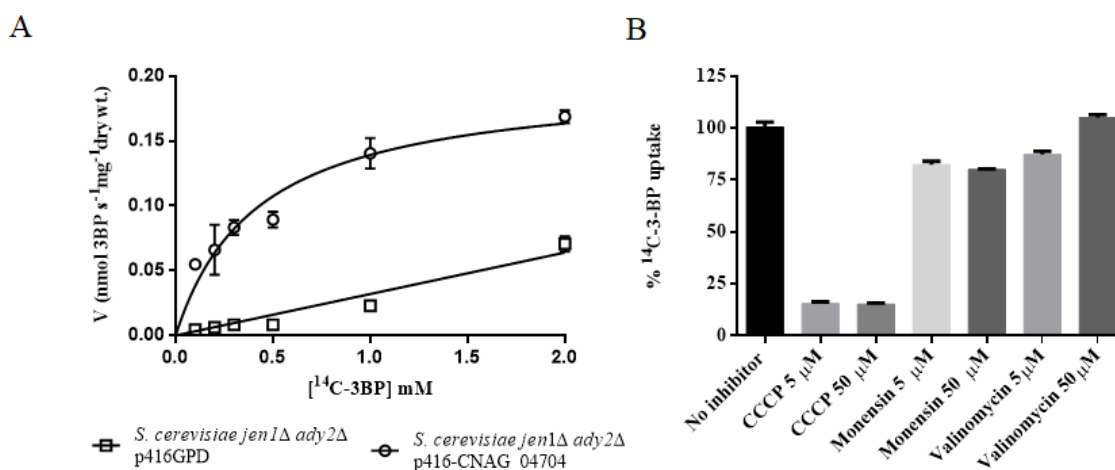 A
0.20
0.15
0.10
0.05
0.00
V (nmol 3BP s⁻¹mg⁻¹dry wt.)
0.0 0.5 1.0 1.5 2.0
[¹⁴C-3BP] mM
S. cerevisiae jen1Δ ady2Δ
p416GPD
S. cerevisiae jen1Δ ady2Δ
p416-CNAG_04704
B
125
100
75
50
25
0
% ¹⁴C-3-BP uptake
No inhibitor
CCCP 5 μM
CCCP 50 μM
Monensin 5 μM
Monensin 50 μM
Valinomycin 5 μM
Valinomycin 50 μM